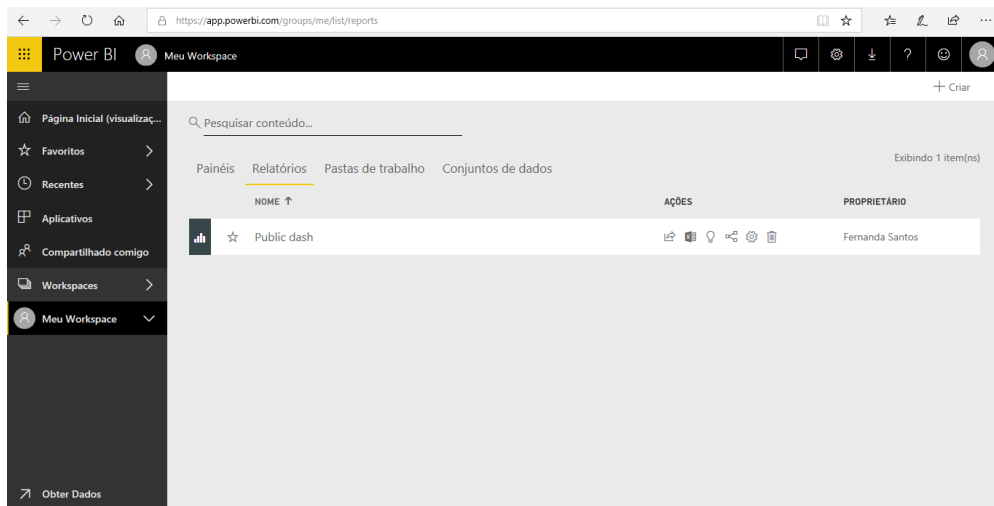 https://app.powerbi.com/groups/me/list/reports
Power BI Meu Workspace
?
Criar
Página Inicial (visualizaç...
Pesquisar conteúdo...
Favoritos
Exibindo 1 item(ns)
Painéis Relatórios Pastas de trabalho Conjuntos de dados
Recentes
NOME AÇÕES PROPRIETÁRIO
Aplicativos
Public dash Fernanda Santos
Compartilhado comigo
Workspaces
Meu Workspace
Obter Dados